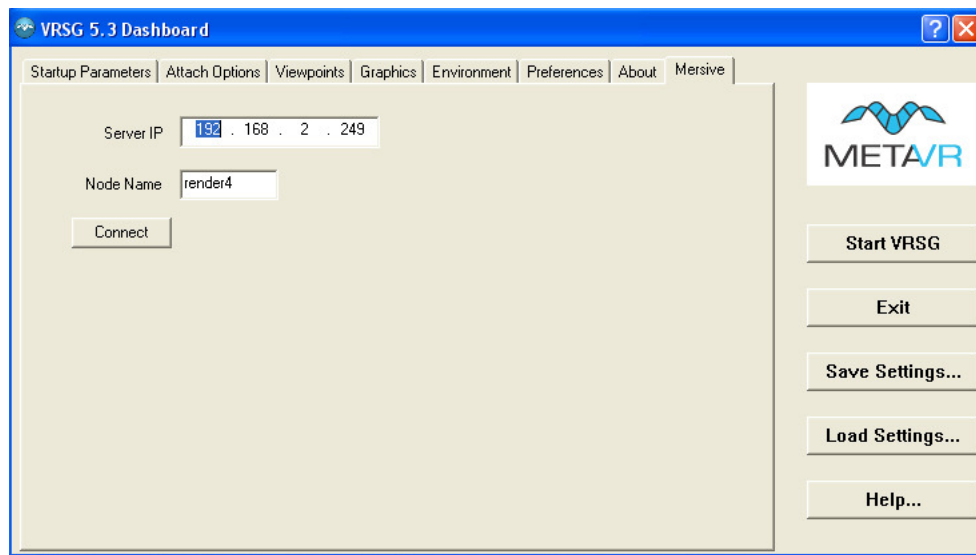 VRSG 5.3 Dashboard
Startup Parameters Attach Options Viewpoints Graphics Environment Preferences About Mersive
Server IP 192 . 168 . 2 . 249
Node Name render4
Connect
METAVR
Start VRSG
Exit
Save Settings...
Load Settings...
Help...